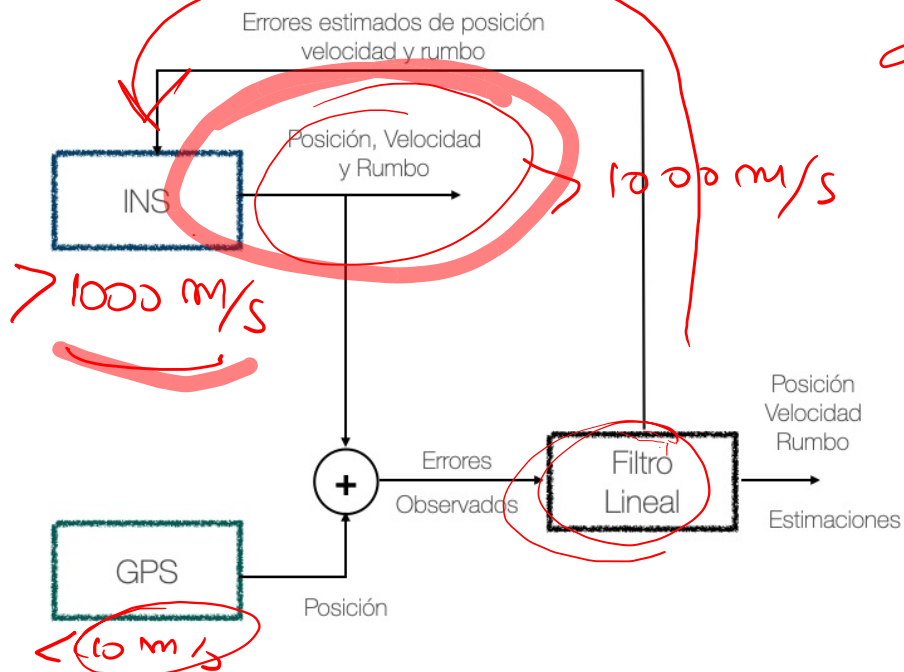 Errores estimados de posición
velocidad y rumbo
Posición, Velocidad
y Rumbo
INS
1000 m/s
> 1000 m/s
Posición
Velocidad
Rumbo
Errores
Observados
+
Filtro
Lineal
Estimaciones
GPS
Posición
< 10 m/s